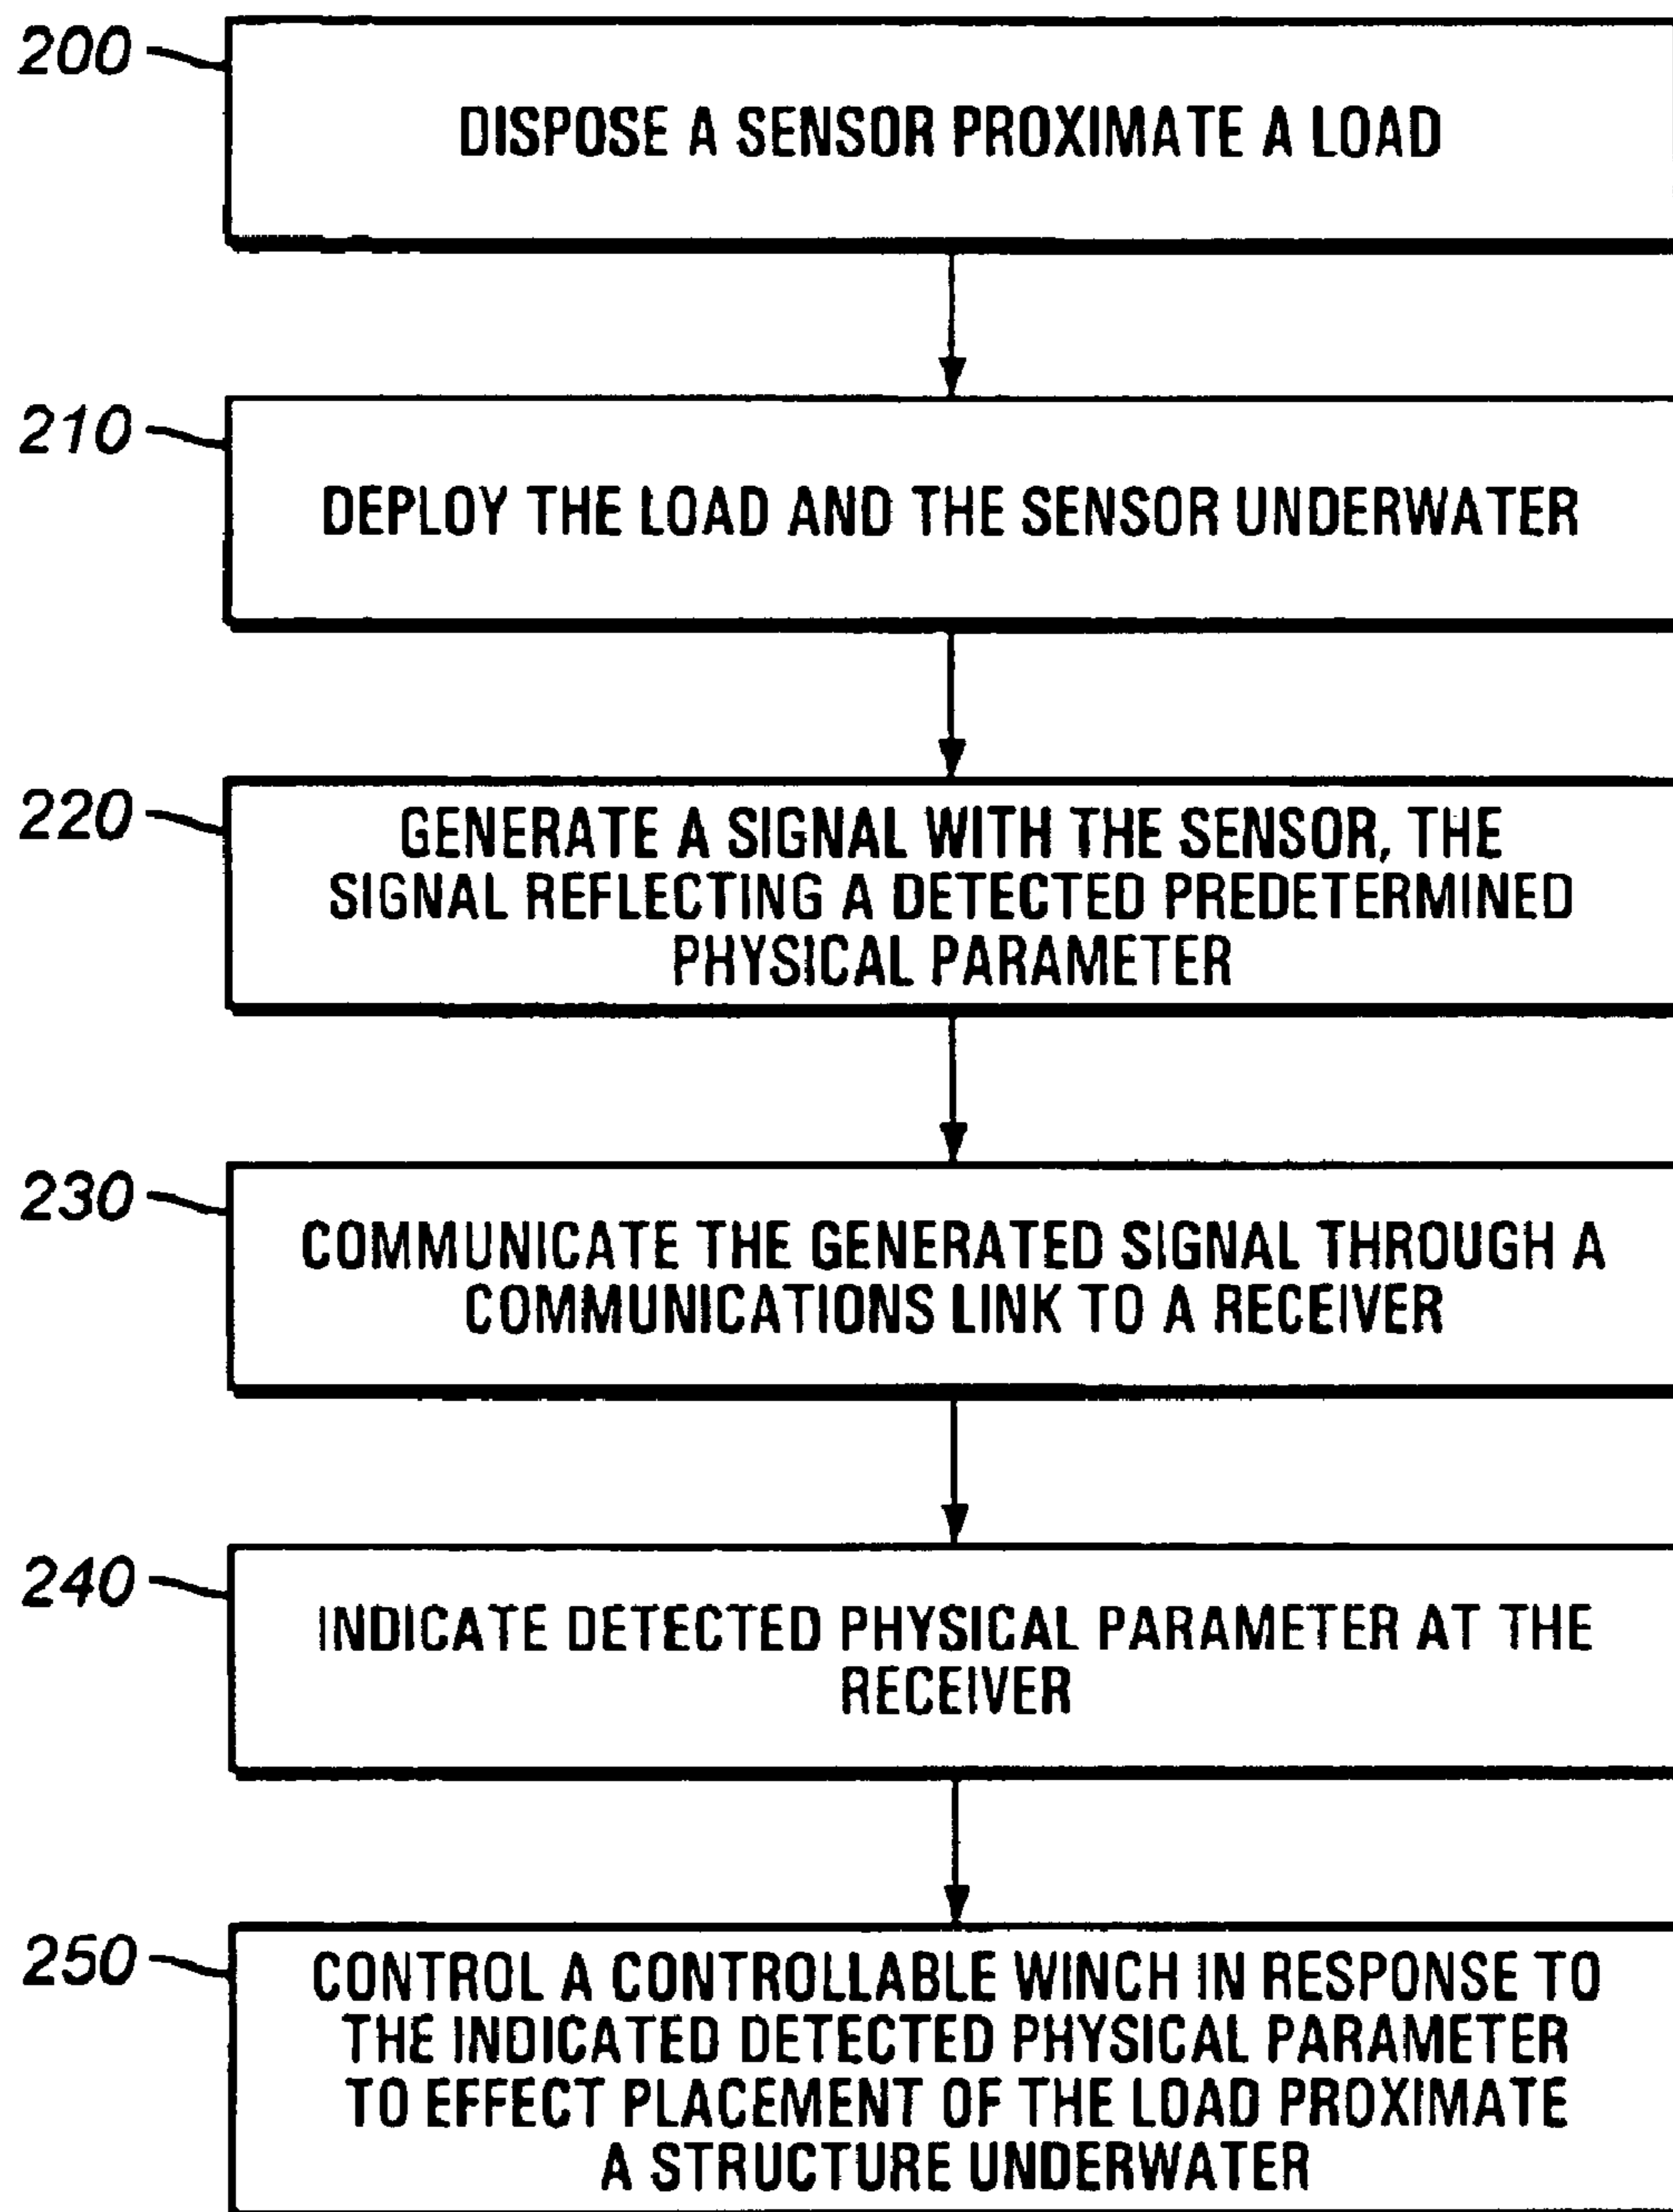 200
DISPOSE A SENSOR PROXIMATE A LOAD
210
DEPLOY THE LOAD AND THE SENSOR UNDERWATER
220
GENERATE A SIGNAL WITH THE SENSOR, THE
SIGNAL REFLECTING A DETECTED PREDETERMINED
PHYSICAL PARAMETER
230
COMMUNICATE THE GENERATED SIGNAL THROUGH A
COMMUNICATIONS LINK TO A RECEIVER
240
INDICATE DETECTED PHYSICAL PARAMETER AT THE
RECEIVER
250
CONTROL A CONTROLLABLE WINCH IN RESPONSE TO
THE INDICATED DETECTED PHYSICAL PARAMETER
TO EFFECT PLACEMENT OF THE LOAD PROXIMATE
A STRUCTURE UNDERWATER